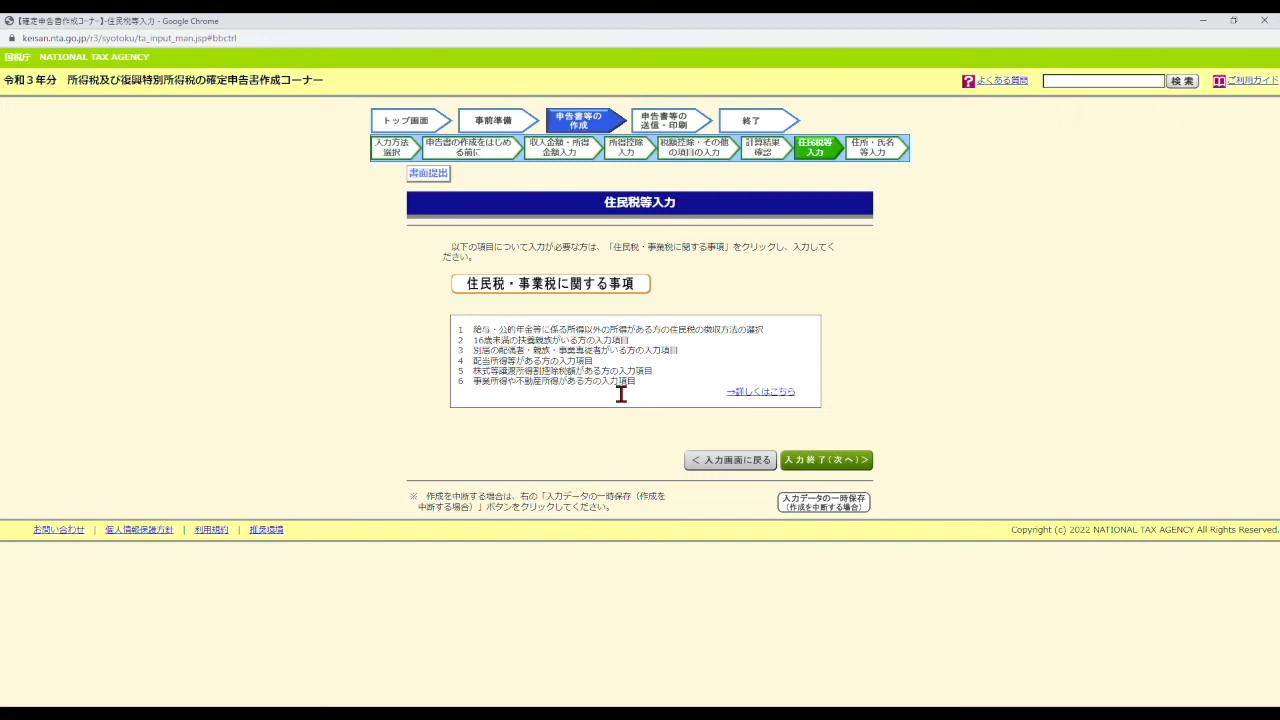 【確定申告書作成ｺｰﾅｰ】-住民税等入力 - Google Chrome
keisan.nta.go.jp/r3/syotoku/ta_input_man.jsp#bbctrl
国税庁 NATIONAL TAX AGENCY
令和３年分 所得税及び復興特別所得税の確定申告書作成コーナー
よくある質問
検索
ご利用ガイド
トップ画面
事前準備
申告書等の
作成
申告書等の
送信・印刷
終了
入力方法
選択
申告書の作成をはじめ
る前に
収入金額・所得
金額入力
所得控除
入力
税額控除・その他
の項目の入力
計算結果
確認
住民税等
入力
住所・氏名
等入力
書面提出
住民税等入力
以下の項目について入力が必要な方は、「住民税・事業税に関する事項」をクリックし、入力してく
ださい。
住民税・事業税に関する事項
1 給与・公的年金等に係る所得以外の所得がある方の住民税の徴収方法の選択
2 16歳未満の扶養親族がいる方の入力項目
3 別居の配偶者・親族・事業専従者がいる方の入力項目
4 配当所得等がある方の入力項目
5 株式等譲渡所得割控除税額がある方の入力項目
6 事業所得や不動産所得がある方の入力項目
→詳しくはこちら
＜ 入力画面に戻る
入力終了(次へ)＞
※ 作成を中断する場合は、右の「入力データの一時保存（作成を
中断する場合）」ボタンをクリックしてください。
入力データの一時保存
(作成を中断する場合)
お問い合わせ | 個人情報保護方針 | 利用規約 | 推奨環境
Copyright (c) 2022 NATIONAL TAX AGENCY All Rights Reserved.